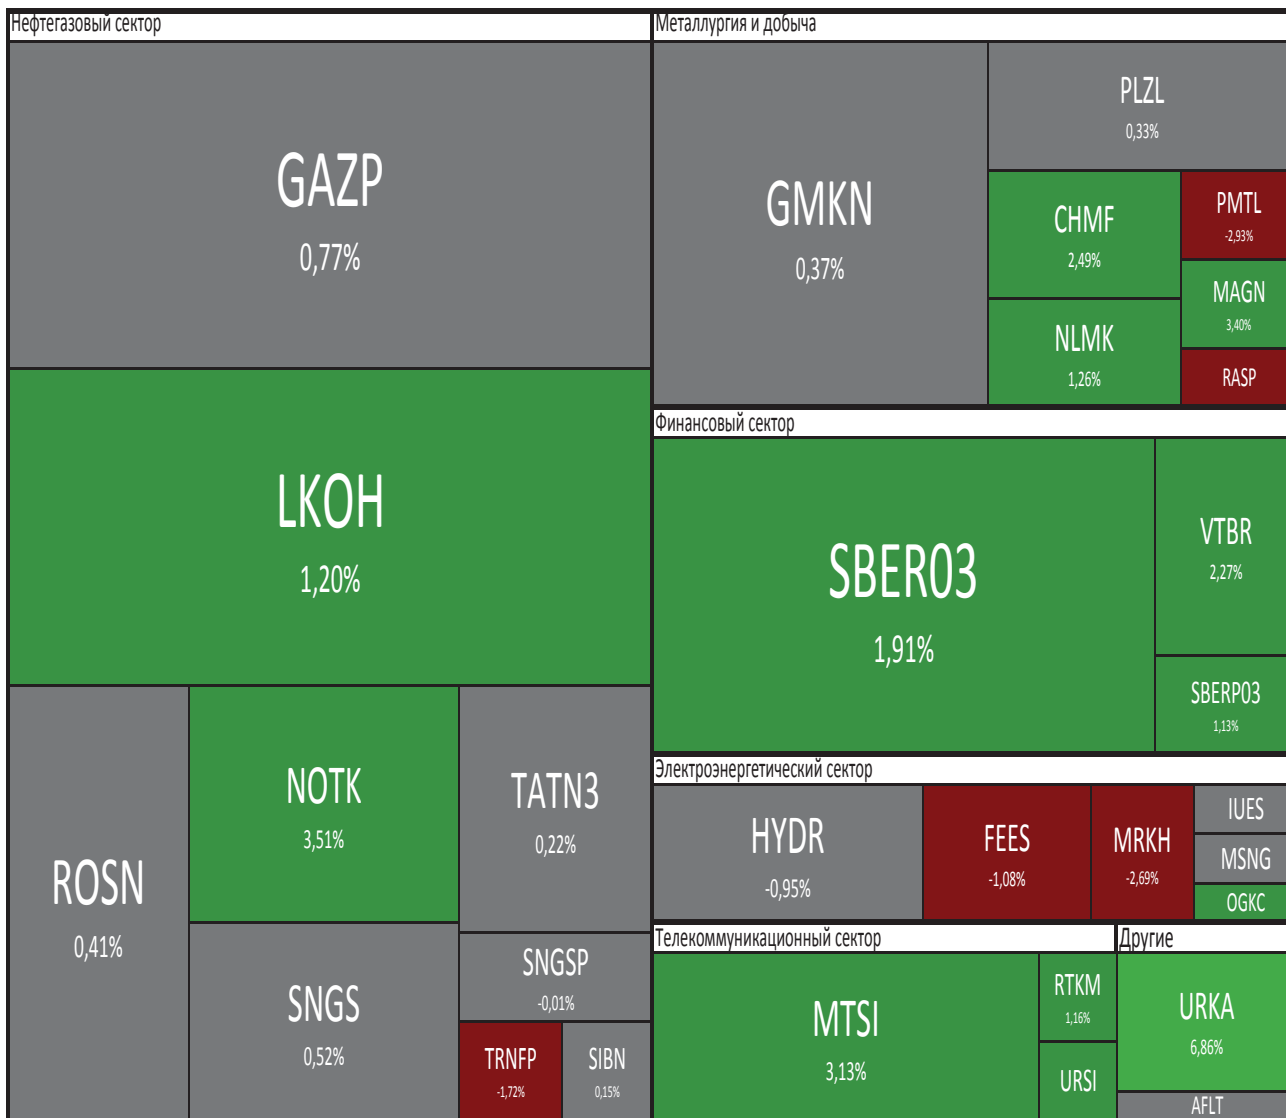 Нефтегазовый сектор
GAZP
0,77%
LKOH
1,20%
ROSN
0,41%
NOTK
3,51%
SNGS
0,52%
TATN3
0,22%
SNGSP
-0,01%
TRNFP
-1,72%
SIBN
0,15%
Металлургия и добыча
GMKN
0,37%
PLZL
0,33%
CHMF
2,49%
NLMK
1,26%
PMTL
-2,93%
MAGN
3,40%
RASP
Финансовый сектор
SBER03
1,91%
VTBR
2,27%
SBERP03
1,13%
Электроэнергетический сектор
HYDR
-0,95%
FEES
-1,08%
MRKH
-2,69%
IUES
MSNG
OGKC
Телекоммуникационный сектор
MTSI
3,13%
RTKM
1,16%
URSI
Другие
URKA
6,86%
AFLT